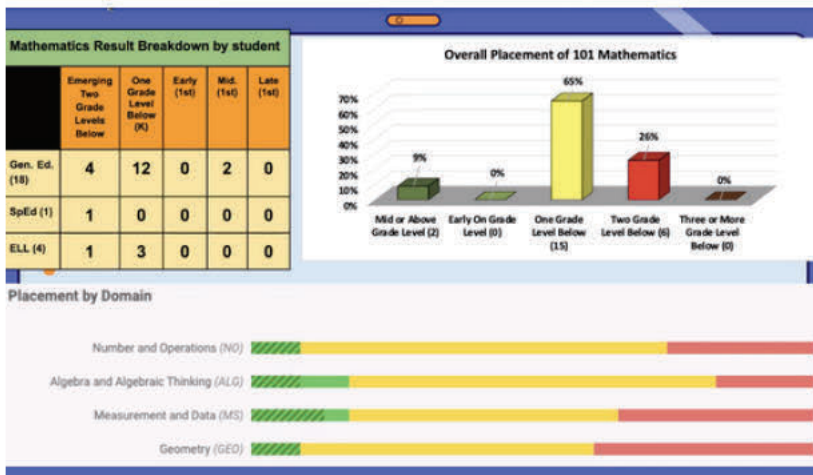 Mathematics Result Breakdown by student
Emerging Two Grade Levels Below
One Grade Level Below (K)
Early (1st)
Mid. (1st)
Late (1st)
Gen. Ed. (18) 4 12 0 2 0
SpEd (1) 1 0 0 0 0
ELL (4) 1 3 0 0 0
Overall Placement of 101 Mathematics
70%
60%
50%
40%
30%
20%
10%
0%
9%
0%
65%
26%
0%
Mid or Above Grade Level (2)
Early On Grade Level (0)
One Grade Level Below (15)
Two Grade Level Below (6)
Three or More Grade Level Below (0)
Placement by Domain
Number and Operations (NO)
Algebra and Algebraic Thinking (ALG)
Measurement and Data (MS)
Geometry (GEO)